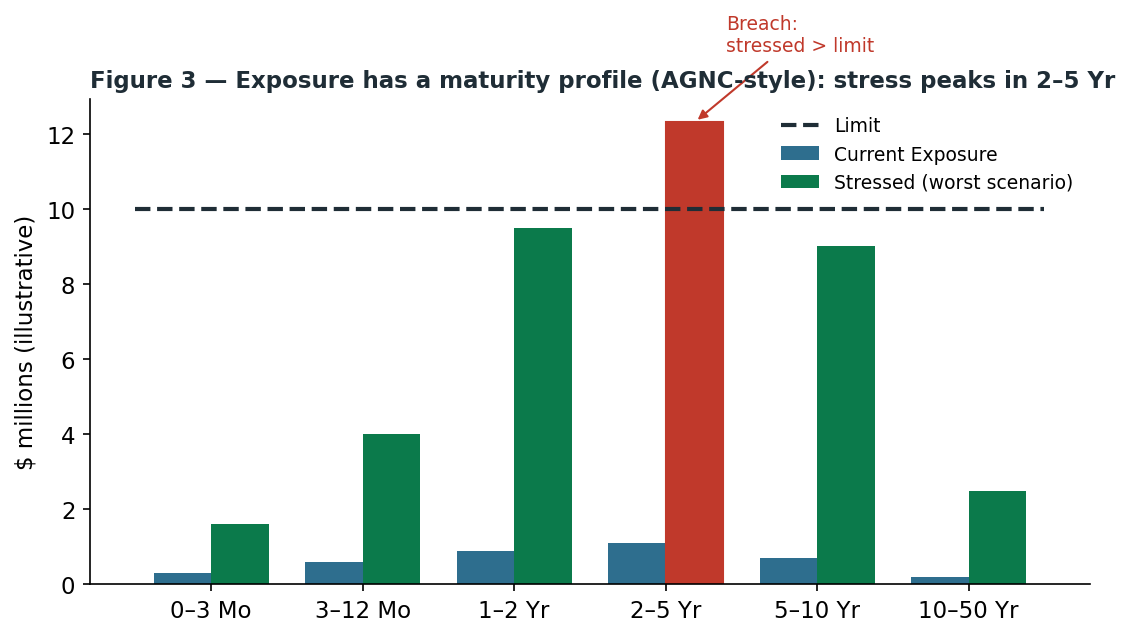 Breach:
stressed > limit
Figure 3 — Exposure has a maturity profile (AGNC-style): stress peaks in 2–5 Yr
Limit
Current Exposure
Stressed (worst scenario)
$ millions (illustrative)
12
10
8
6
4
2
0
0–3 Mo
3–12 Mo
1–2 Yr
2–5 Yr
5–10 Yr
10–50 Yr